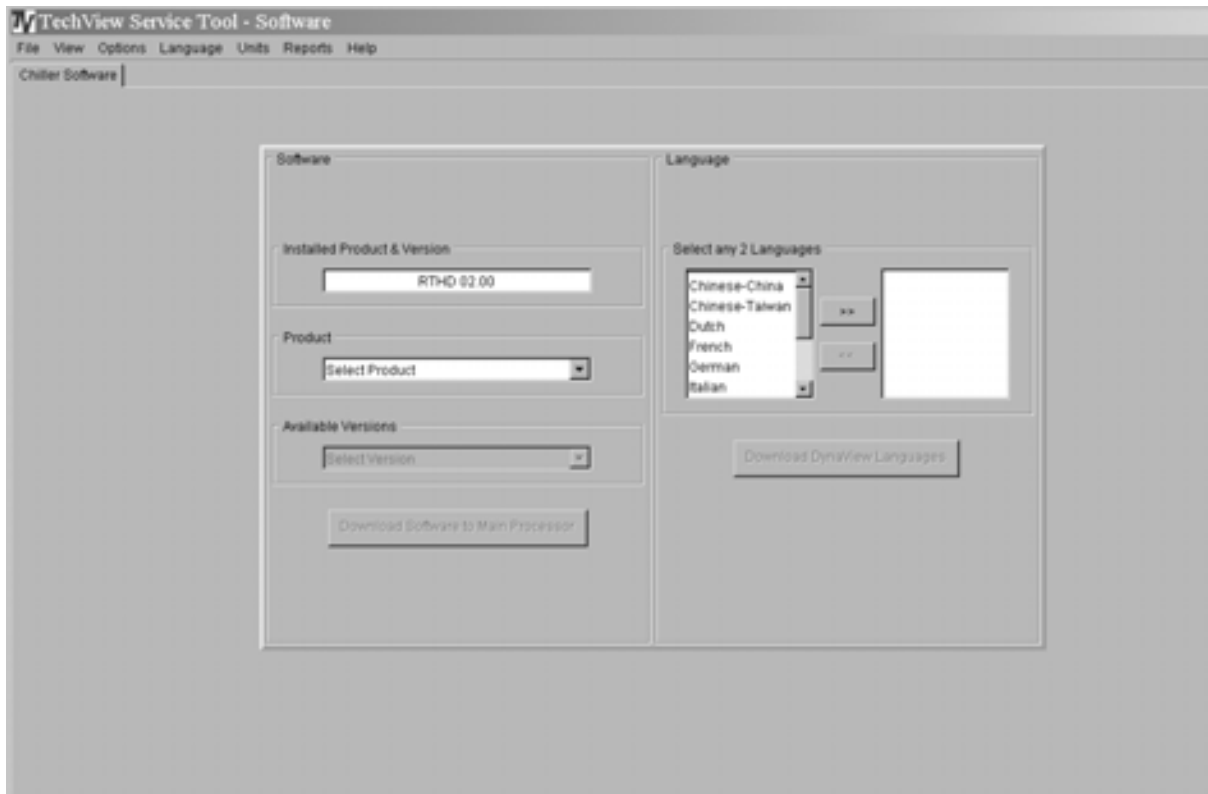 TV TechView Service Tool - Software
File View Options Language Units Reports Help
Chiller Software
Software
Installed Product & Version
RTHD 02.00
Product
Select Product
Available Versions
Select Version
Download Software to Main Processor
Language
Select any 2 Languages
Chinese-China
Chinese-Taiwan
Dutch
French
German
Italian
>>
<<
Download DynaView Languages